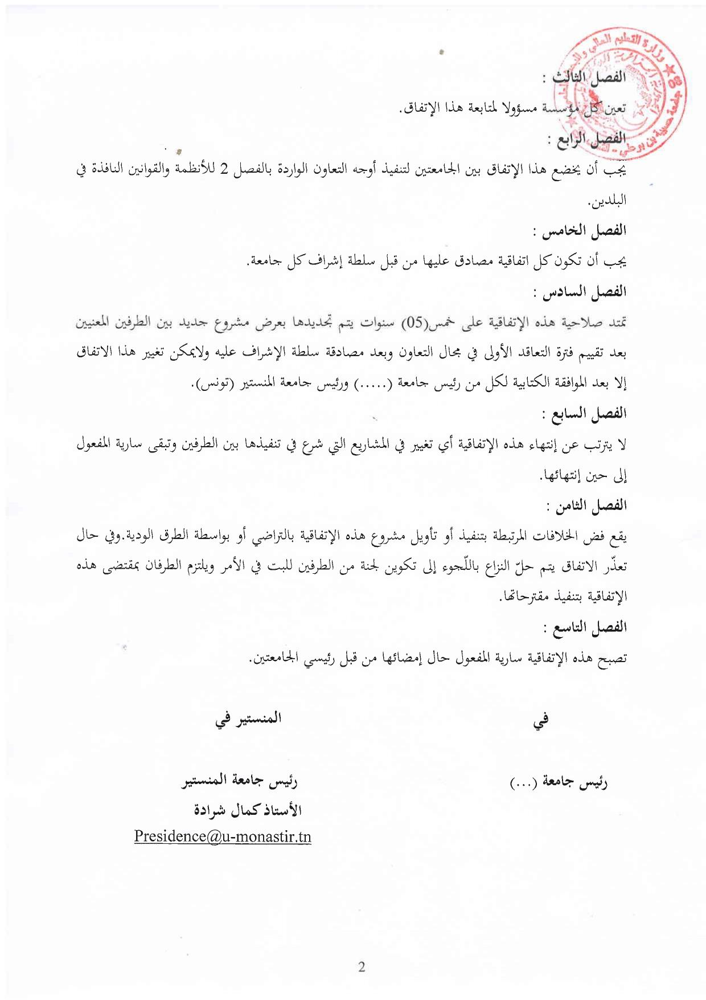 وزارة التعليم العالي والبحث العلمي
جامعة حسيبة بن بوعلي - الشلف
الفصل الثالث :
تعين كل مؤسسة مسؤولا لمتابعة هذا الإتفاق.
الفصل الرابع :
يجب أن يخضع هذا الإتفاق بين الجامعتين لتنفيذ أوجه التعاون الواردة بالفصل 2 للأنظمة والقوانين النافذة في
البلدين.
الفصل الخامس :
يجب أن تكون كل اتفاقية مصادق عليها من قبل سلطة إشراف كل جامعة.
الفصل السادس :
تمتد صلاحية هذه الإتفاقية على خمس(05) سنوات يتم تجديدها بعرض مشروع جديد بين الطرفين المعنيين
بعد تقييم فترة التعاقد الأولى في مجال التعاون وبعد مصادقة سلطة الإشراف عليه ولايمكن تغيير هذا الاتفاق
إلا بعد الموافقة الكتابية لكل من رئيس جامعة (.....) ورئيس جامعة المنستير (تونس).
الفصل السابع :
لا يترتب عن إنتهاء هذه الإتفاقية أي تغيير في المشاريع التي شرع في تنفيذها بين الطرفين وتبقى سارية المفعول
إلى حين إنتهائها.
الفصل الثامن :
يقع فض الخلافات المرتبطة بتنفيذ أو تأويل مشروع هذه الإتفاقية بالتراضي أو بواسطة الطرق الودية.وفي حال
تعذّر الاتفاق يتم حلّ النزاع باللّجوء إلى تكوين لجنة من الطرفين للبت في الأمر ويلتزم الطرفان بمقتضى هذه
الإتفاقية بتنفيذ مقترحاتها.
الفصل التاسع :
تصبح هذه الإتفاقية سارية المفعول حال إمضائها من قبل رئيسي الجامعتين.
في
المنستير في
رئيس جامعة (...)
رئيس جامعة المنستير
الأستاذ كمال شرادة
Presidence@u-monastir.tn
2